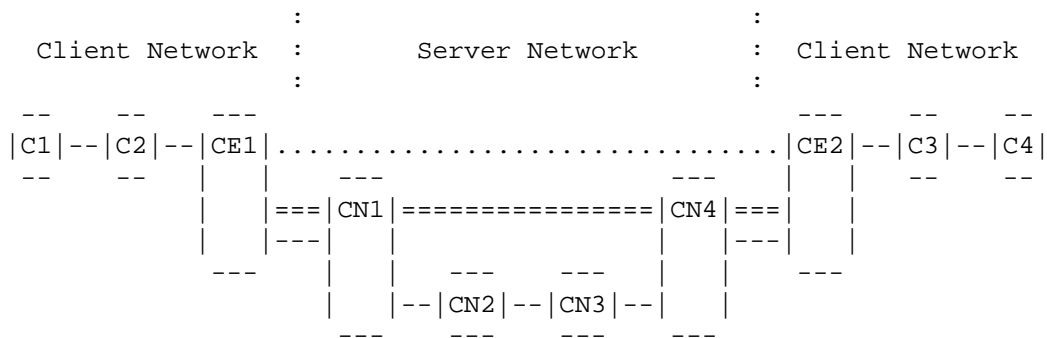 :                             :
      Client Network   :       Server Network        :   Client Network
                       :                             :
  --     --     ---                                     ---     --     --
 |C1|--|C2|--|CE1|................................|CE2|--|C3|--|C4|
  --     --    |   |    ---                    ---    |   |    --     --
               |   |===|CN1|================|CN4|===|   |
               |   |---|   |                |   |---|   |
                ---    |   |   ---    ---   |   |    ---
                       |   |--|CN2|--|CN3|--|   |
                        ---    ---    ---    ---